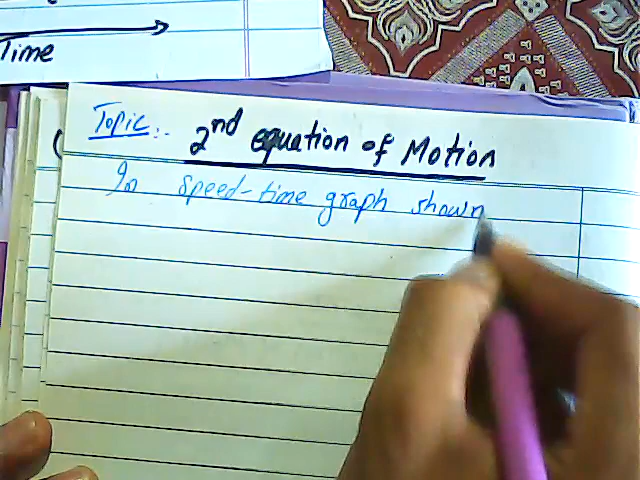 Time
Topic:-
2nd equation of Motion
In speed-time graph shown